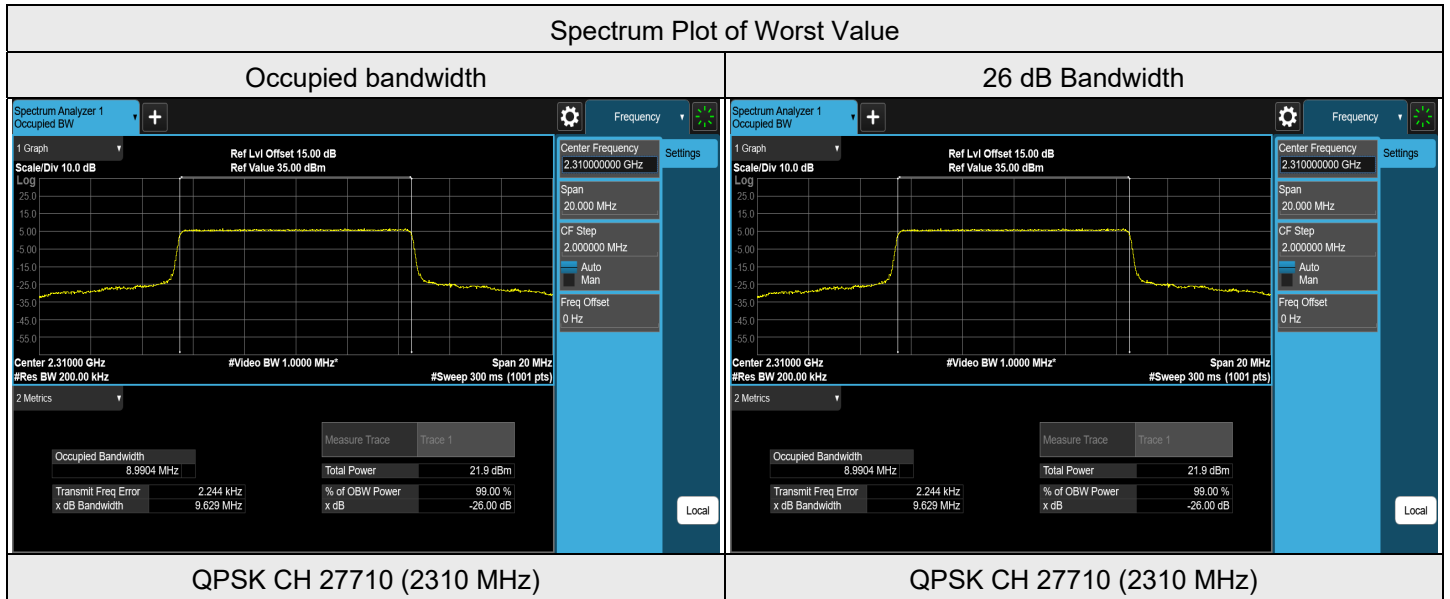 Spectrum Plot of Worst Value
Occupied bandwidth
26 dB Bandwidth
Spectrum Analyzer 1
Occupied BW
+
Frequency
1 Graph
Scale/Div 10.0 dB
Ref Lvl Offset 15.00 dB
Ref Value 35.00 dBm
Log
25.0
15.0
5.00
-5.00
-15.0
-25.0
-35.0
-45.0
-55.0
Center 2.31000 GHz
#Res BW 200.00 kHz
#Video BW 1.0000 MHz*
Span 20 MHz
#Sweep 300 ms (1001 pts)
Center Frequency
2.310000000 GHz
Settings
Span
20.000 MHz
CF Step
2.000000 MHz
Auto
Man
Freq Offset
0 Hz
2 Metrics
Measure Trace Trace 1
Occupied Bandwidth
8.9904 MHz
Total Power 21.9 dBm
Transmit Freq Error 2.244 kHz % of OBW Power 99.00 %
x dB Bandwidth 9.629 MHz x dB -26.00 dB
Local
Spectrum Analyzer 1
Occupied BW
+
Frequency
1 Graph
Scale/Div 10.0 dB
Ref Lvl Offset 15.00 dB
Ref Value 35.00 dBm
Log
25.0
15.0
5.00
-5.00
-15.0
-25.0
-35.0
-45.0
-55.0
Center 2.31000 GHz
#Res BW 200.00 kHz
#Video BW 1.0000 MHz*
Span 20 MHz
#Sweep 300 ms (1001 pts)
Center Frequency
2.310000000 GHz
Settings
Span
20.000 MHz
CF Step
2.000000 MHz
Auto
Man
Freq Offset
0 Hz
2 Metrics
Measure Trace Trace 1
Occupied Bandwidth
8.9904 MHz
Total Power 21.9 dBm
Transmit Freq Error 2.244 kHz % of OBW Power 99.00 %
x dB Bandwidth 9.629 MHz x dB -26.00 dB
Local
QPSK CH 27710 (2310 MHz)
QPSK CH 27710 (2310 MHz)